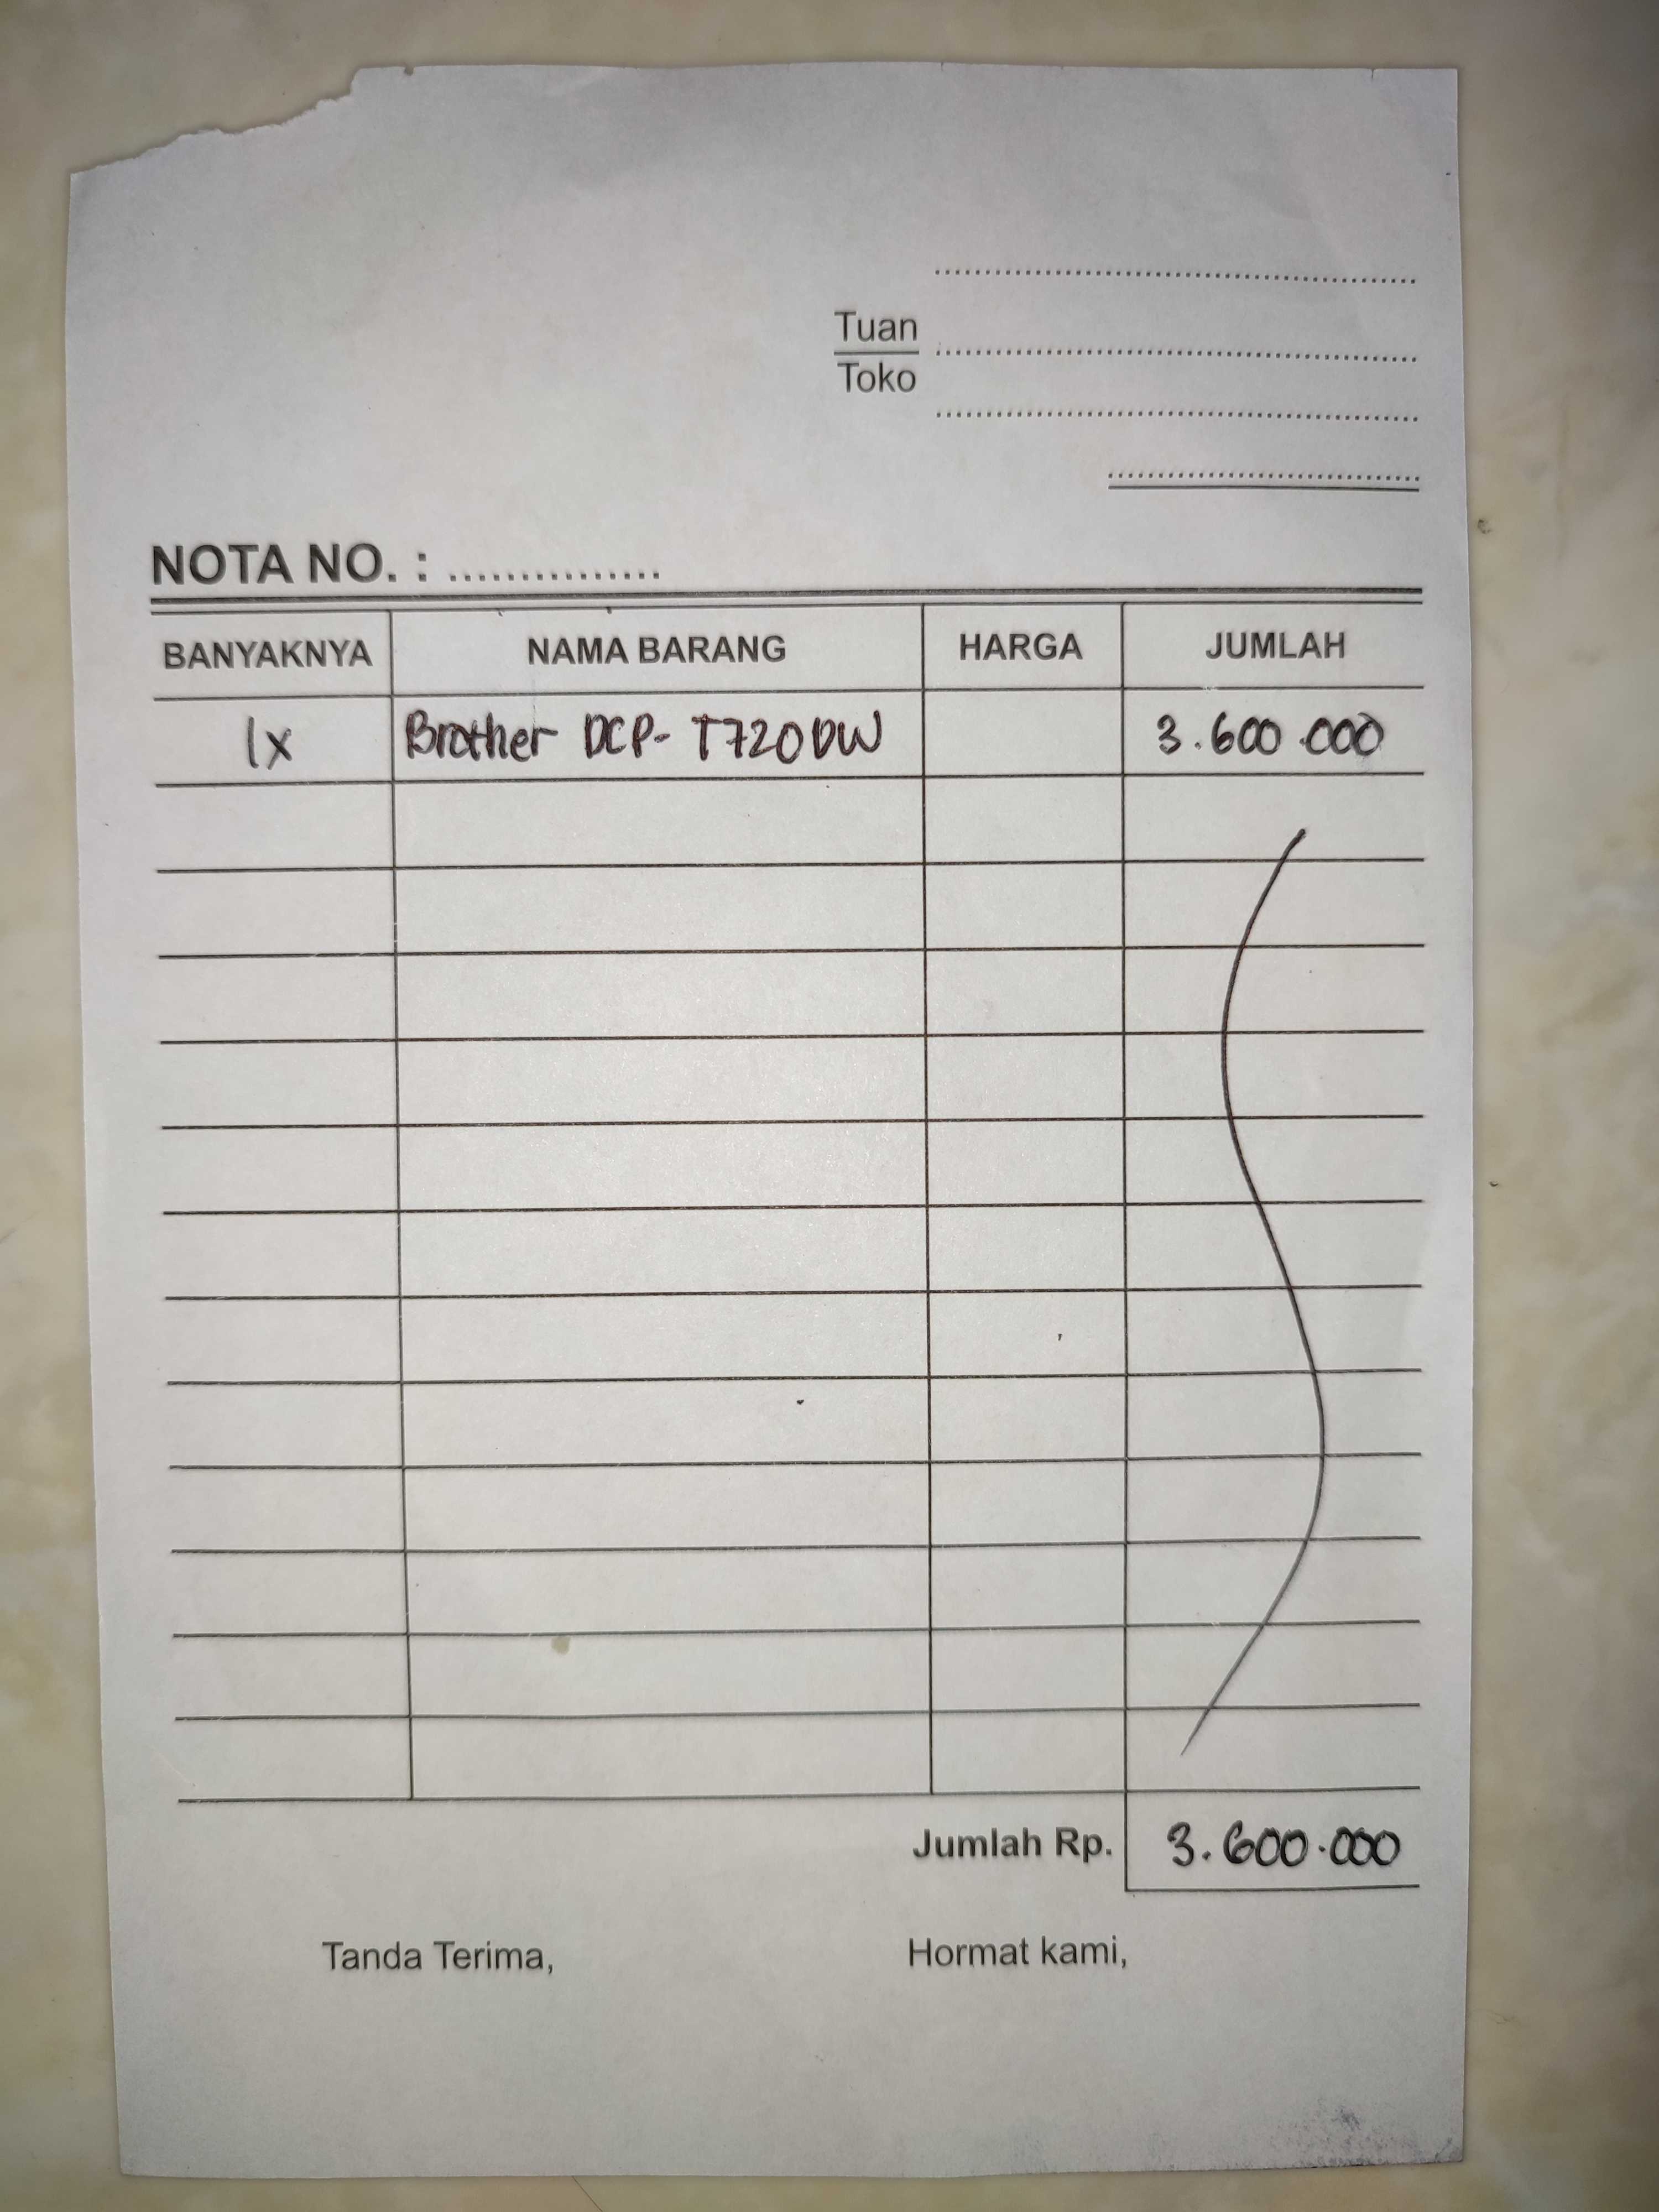 Tuan
Toko
NOTA NO. : ...............
BANYAKNYA NAMA BARANG HARGA JUMLAH
1x Brother DCP- T720DW 3.600.000
Jumlah Rp. 3.600.000
Tanda Terima, Hormat kami,